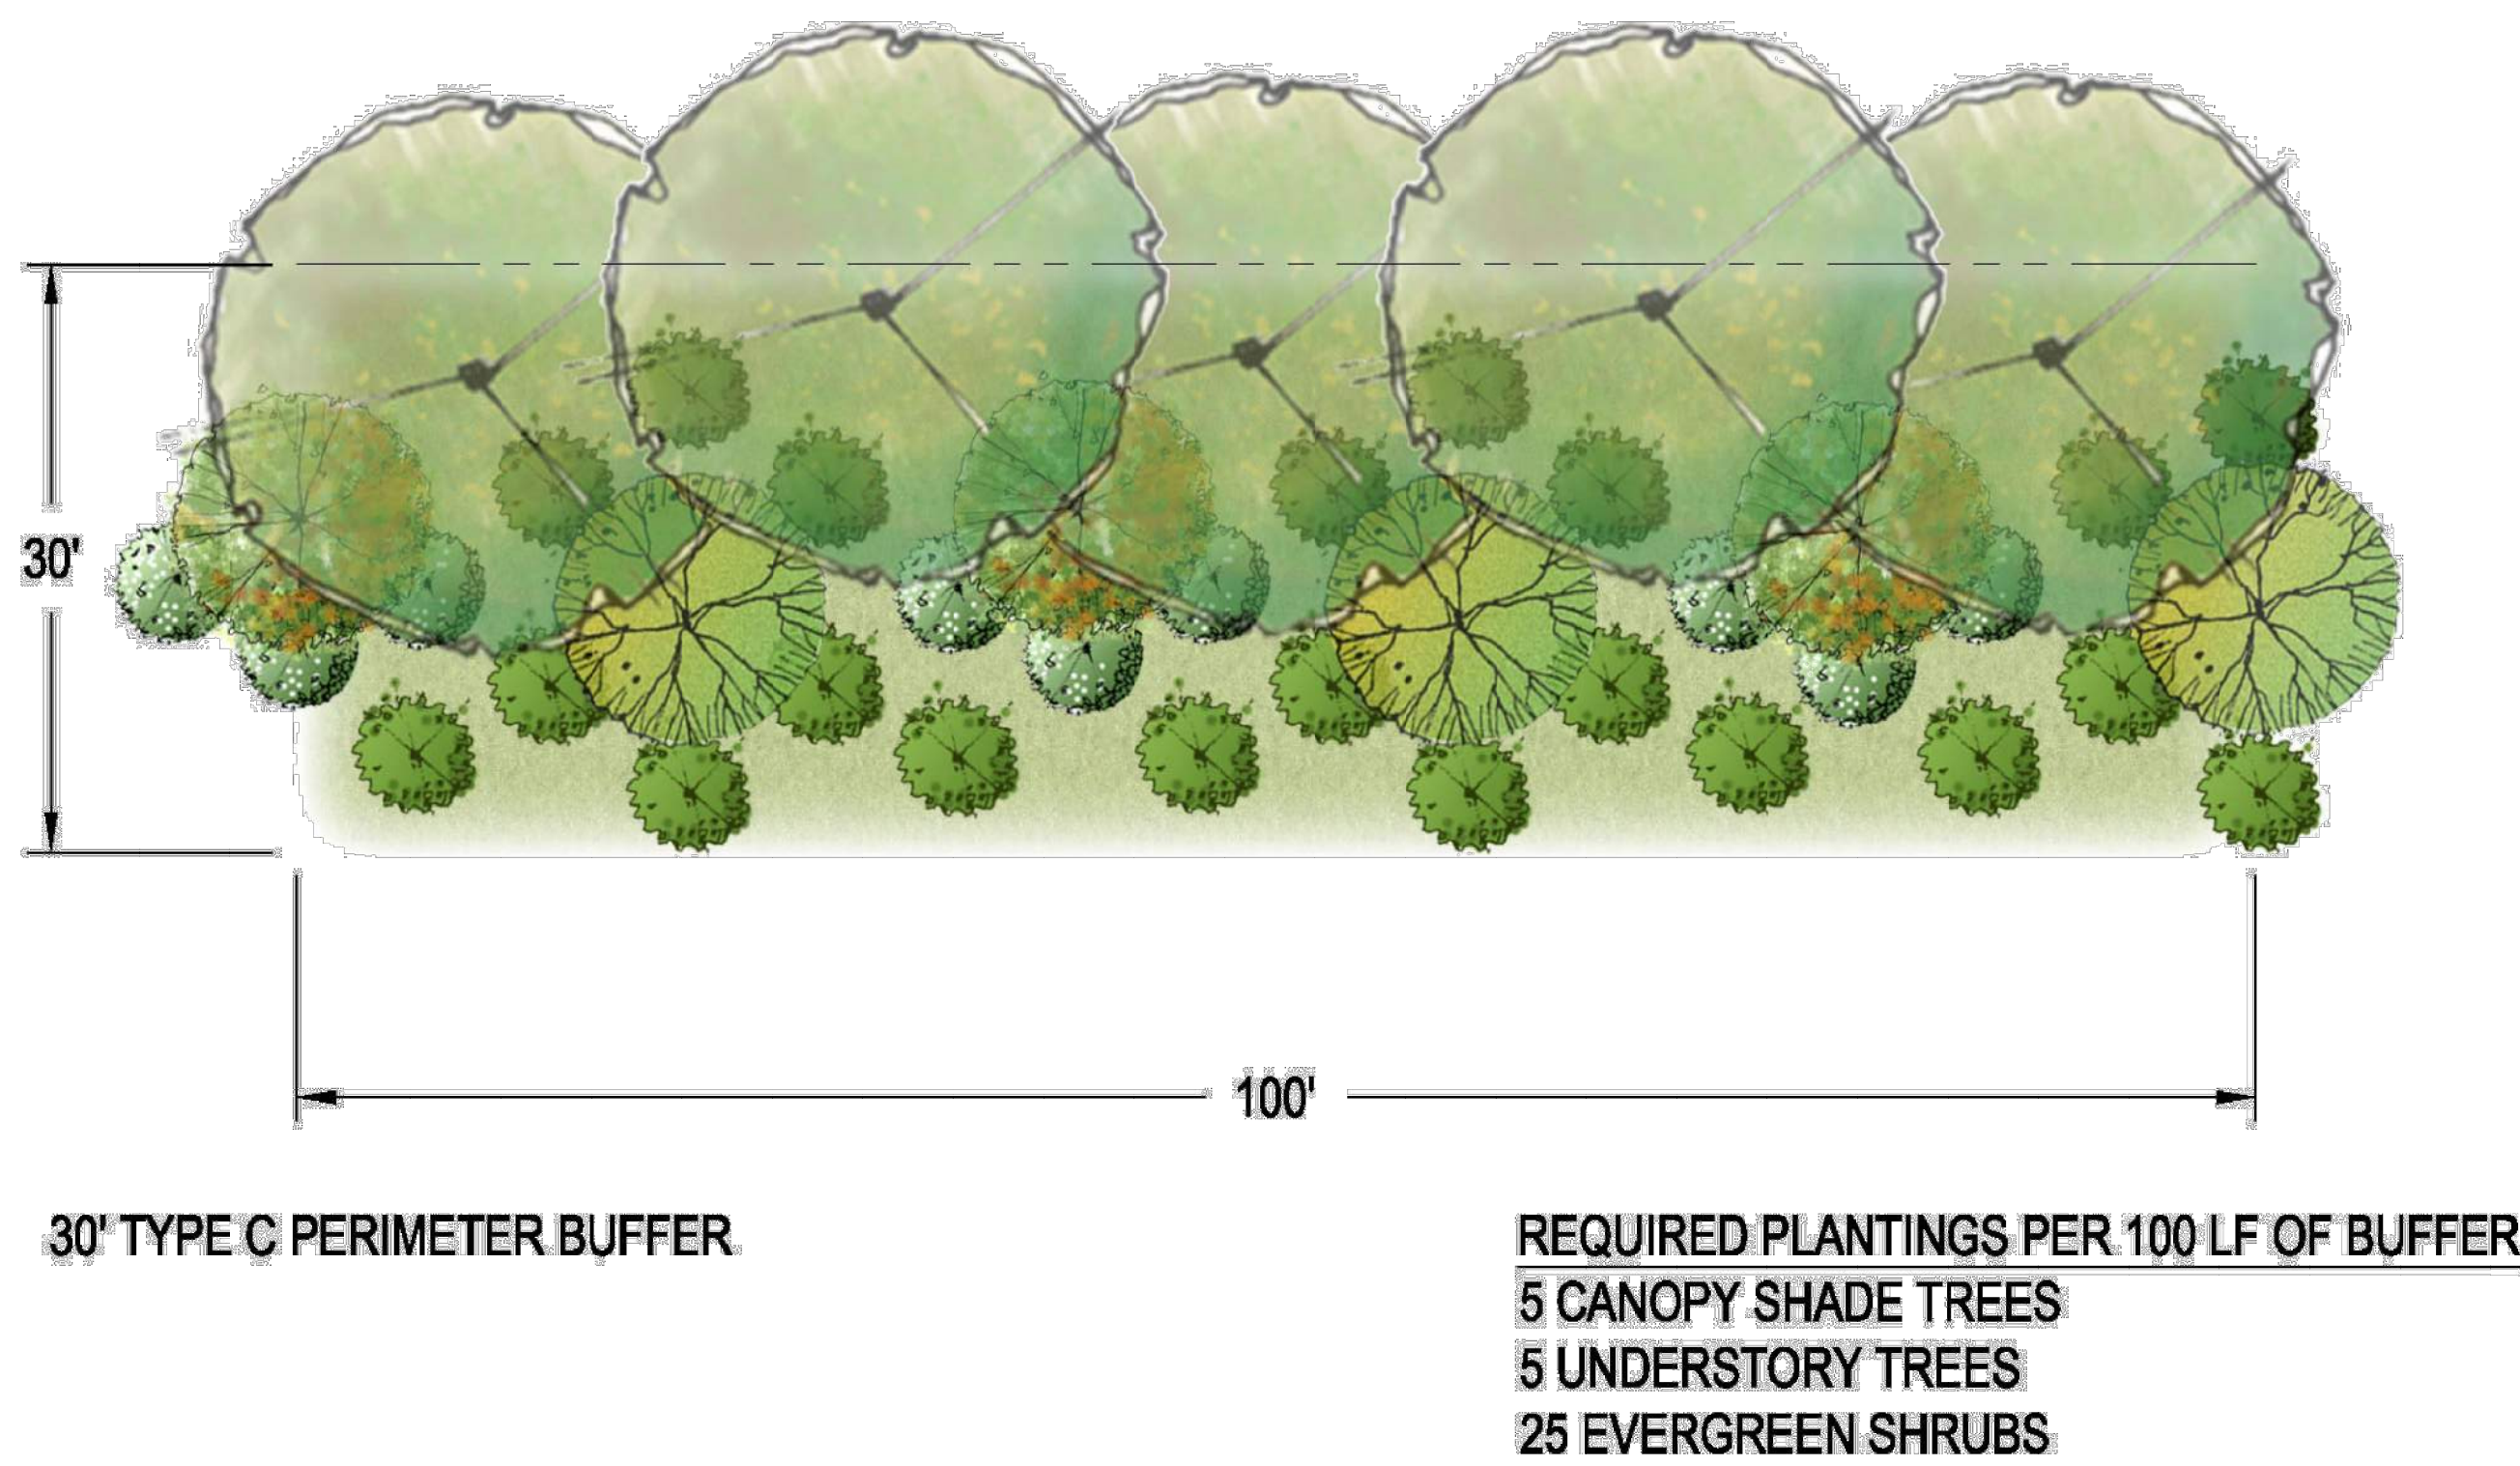 30'
100'
30' TYPE C PERIMETER BUFFER
REQUIRED PLANTINGS PER 100 LF OF BUFFER
5 CANOPY SHADE TREES
5 UNDERSTORY TREES
25 EVERGREEN SHRUBS